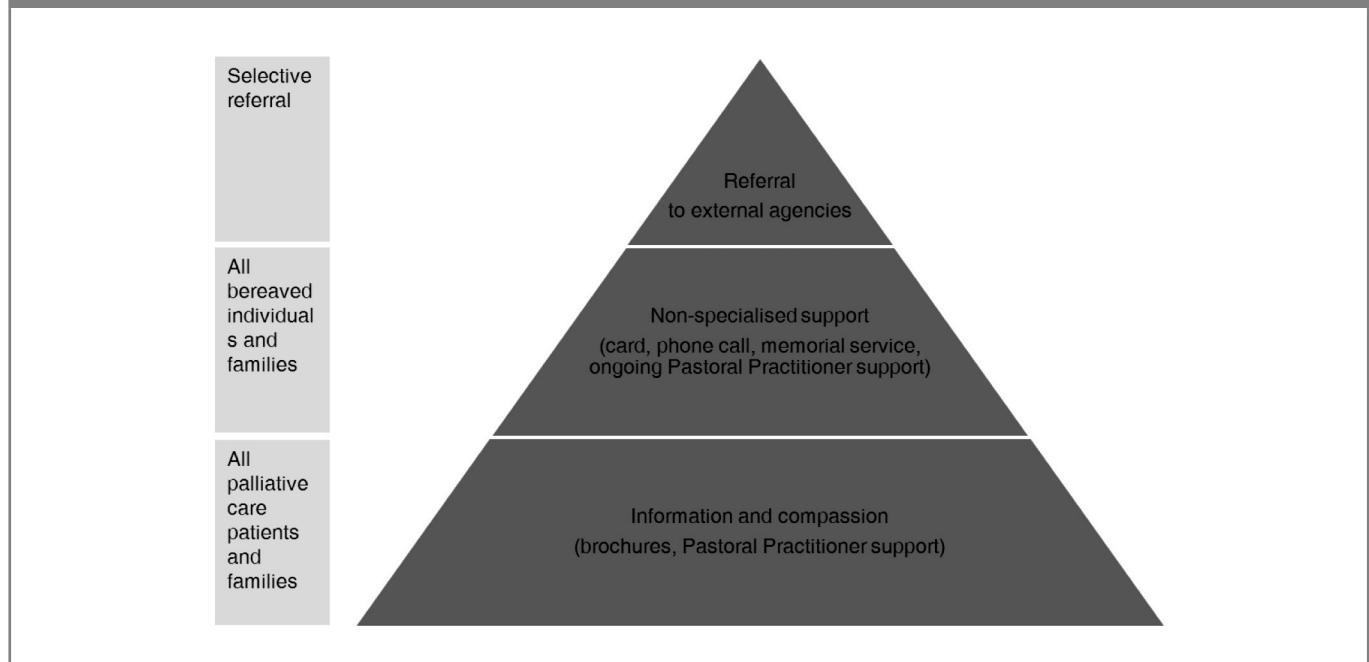 Selective
referral
Referral
to external agencies
All
bereaved
individual
s and
families
Non-specialised support
(card, phone call, memorial service,
ongoing Pastoral Practitioner support)
All
palliative
care
patients
and
families
Information and compassion
(brochures, Pastoral Practitioner support)